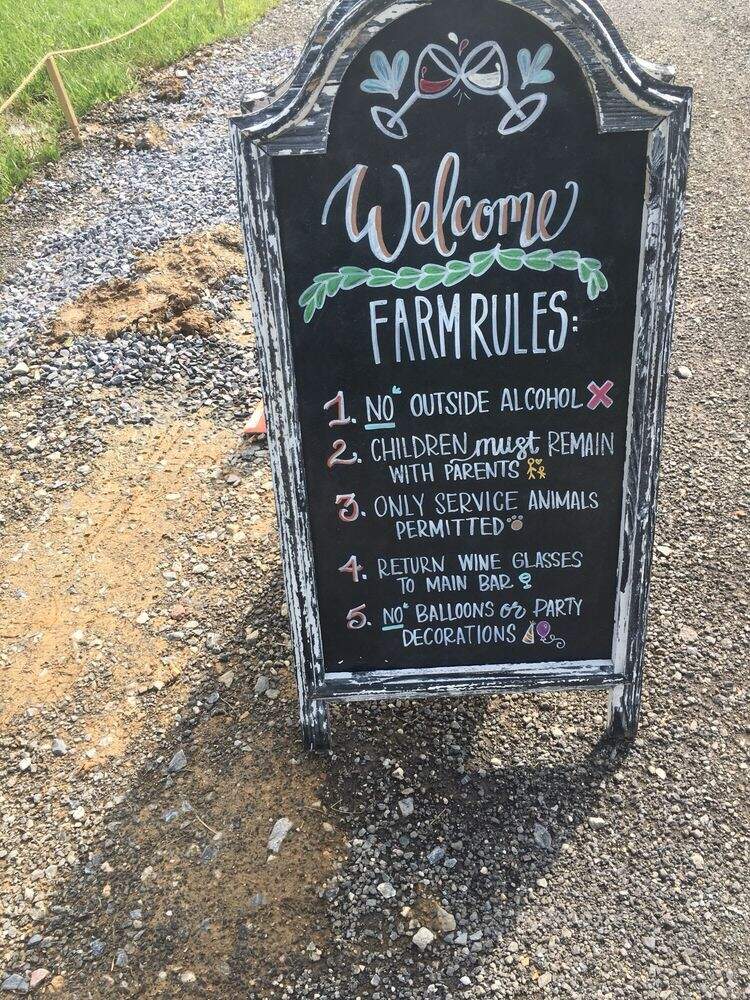 Welcome
FARM RULES:
1. NO OUTSIDE ALCOHOL
2. CHILDREN must REMAIN
WITH PARENTS
3. ONLY SERVICE ANIMALS
PERMITTED
4. RETURN WINE GLASSES
TO MAIN BAR
5. NO BALLOONS or PARTY
DECORATIONS